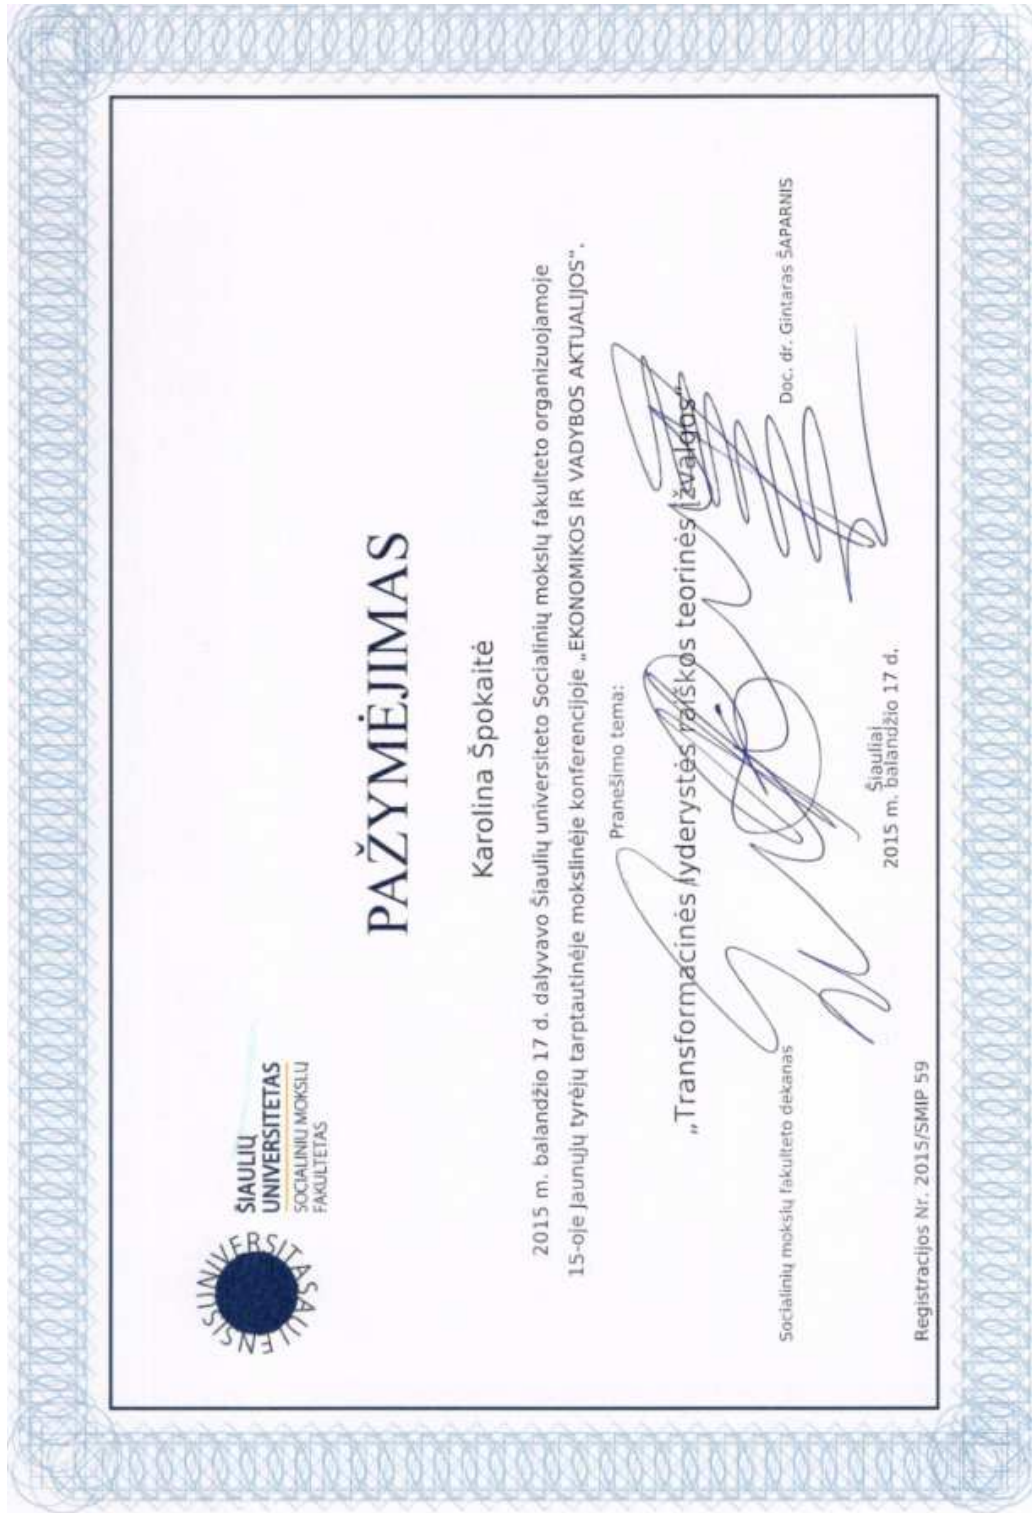 UNIVERSITAS SAULENSIS
ŠIAULIŲ
UNIVERSITETAS
SOCIALINIŲ MOKSLŲ
FAKULTETAS
PAŽYMĖJIMAS
Karolina Špokaitė
2015 m. balandžio 17 d. dalyvavo Šiaulių universiteto Socialinių mokslų fakulteto organizuojamoje
15-oje Jaunųjų tyrėjų tarptautinėje mokslinėje konferencijoje „EKONOMIKOS IR VADYBOS AKTUALIJOS“.
Pranešimo tema:
„Transformacinės lyderystės raiškos teorinės įžvalgos“
Socialinių mokslų fakulteto dekanas
Doc. dr. Gintaras ŠAPARNIS
Šiauliai
2015 m. balandžio 17 d.
Registracijos Nr. 2015/SMIP 59